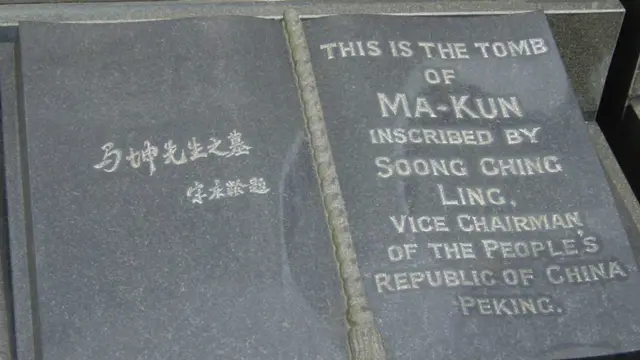 马坤先生之墓
宋庆龄题
THIS IS THE TOMB
OF
MA-KUN
INSCRIBED BY
SOONG CHING
LING,
VICE CHAIRMAN,
OF THE PEOPLE'S
REPUBLIC OF CHINA
PEKING.